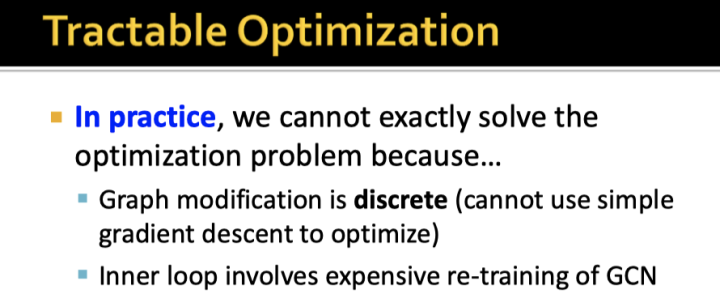 Tractable Optimization
In practice, we cannot exactly solve the
optimization problem because...
Graph modification is discrete (cannot use simple
gradient descent to optimize)
Inner loop involves expensive re-training of GCN